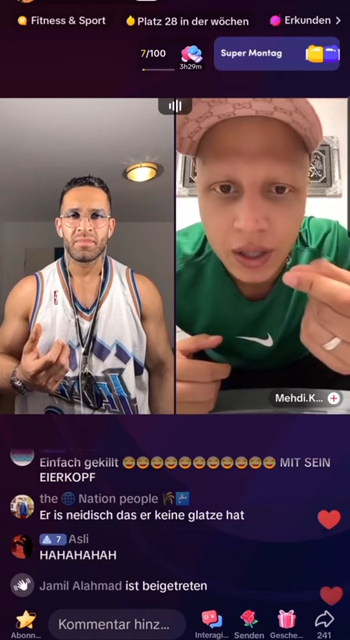 Fitness & Sport
Platz 28 in der wöchen
Erkunden >
7/100
3h29m
Super Montag
Mehdi.K... +
Einfach gekillt 😂😂😂😂😂😂😂😂😂😂😂 MIT SEIN
EIERKOPF
the 🌐 Nation people
Er is neidisch das er keine glatze hat
7 Asli
HAHAHAHAH
Jamil Alahmad ist beigetreten
Abonn...
Kommentar hinz...
Interagi...
Senden
Gesche...
241